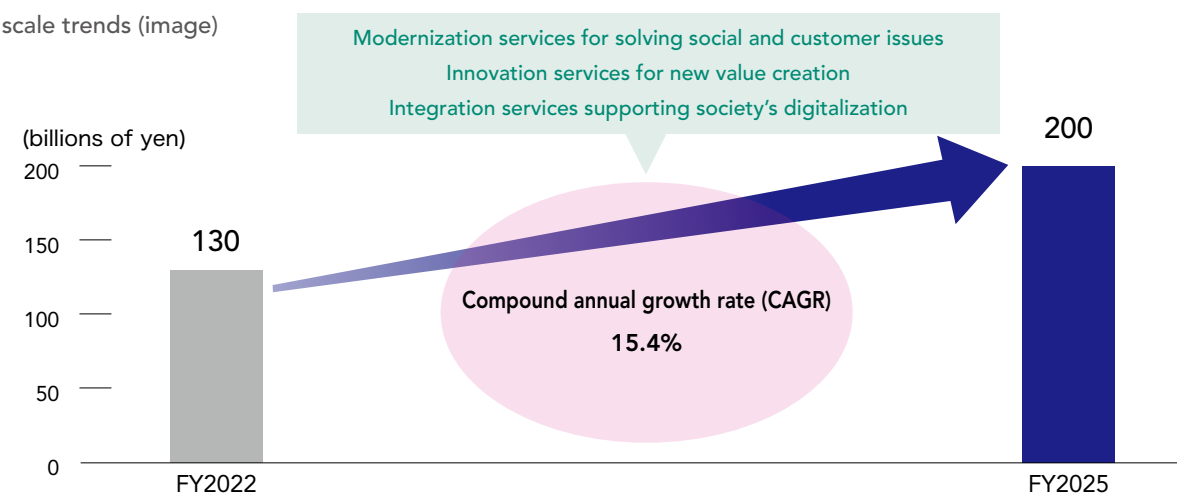 scale trends (image)
Modernization services for solving social and customer issues
Innovation services for new value creation
Integration services supporting society's digitalization
(billions of yen)
200
150
100
50
0
130
200
Compound annual growth rate (CAGR)
15.4%
FY2022
FY2025